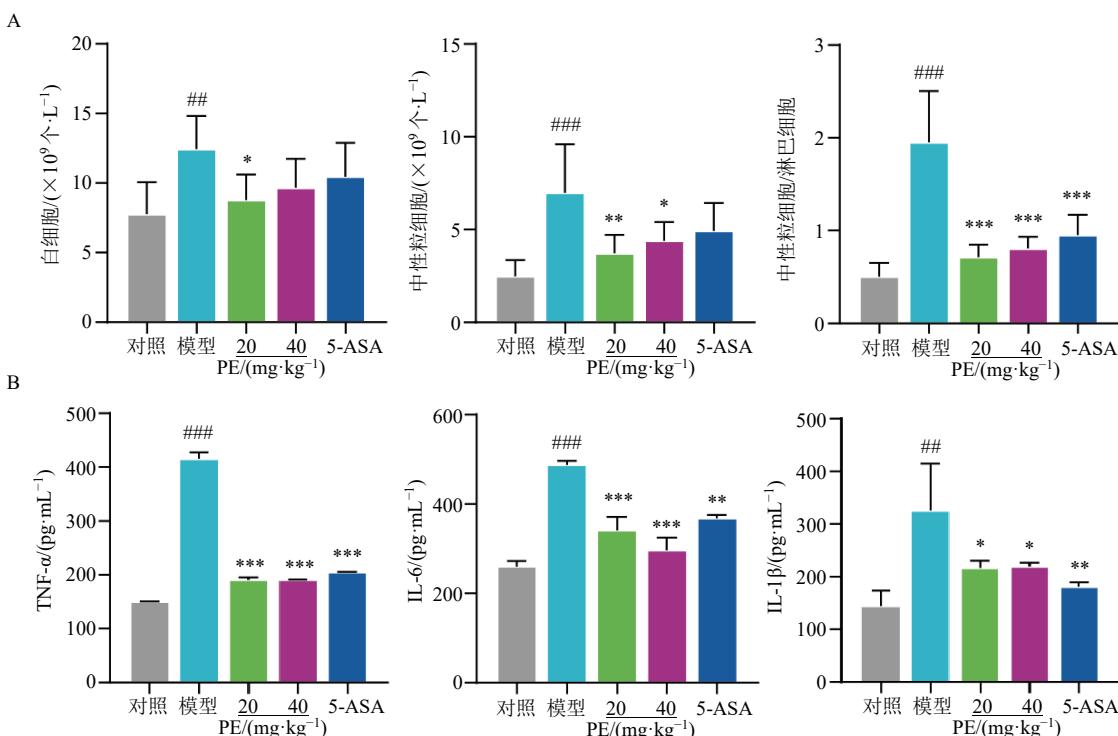 A
白细胞/(×10⁹个·L⁻¹)
20
15
10
5
0
##
*
对照
模型
20
40
5-ASA
PE/(mg·kg⁻¹)
中性粒细胞/(×10⁹个·L⁻¹)
15
10
5
0
###
**
*
对照
模型
20
40
5-ASA
PE/(mg·kg⁻¹)
中性粒细胞/淋巴细胞
3
2
1
0
###
***
***
***
对照
模型
20
40
5-ASA
PE/(mg·kg⁻¹)
B
TNF-α/(pg·mL⁻¹)
500
400
300
200
100
0
###
***
***
***
对照
模型
20
40
5-ASA
PE/(mg·kg⁻¹)
IL-6/(pg·mL⁻¹)
600
400
200
0
###
***
***
**
对照
模型
20
40
5-ASA
PE/(mg·kg⁻¹)
IL-1β/(pg·mL⁻¹)
500
400
300
200
100
0
##
*
*
**
对照
模型
20
40
5-ASA
PE/(mg·kg⁻¹)